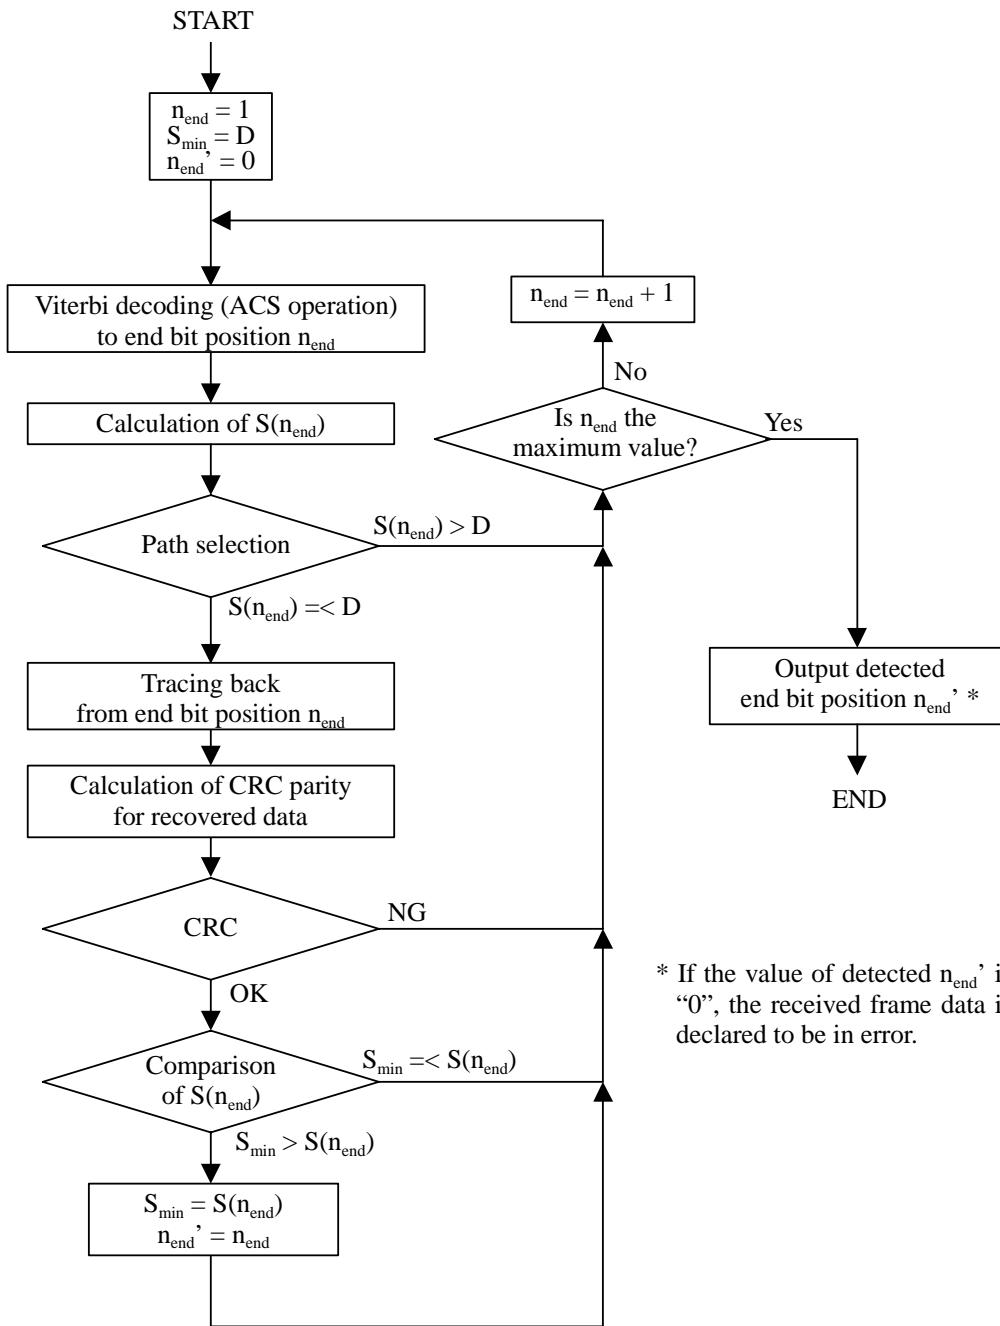 START
n_end = 1
S_min = D
n_end’ = 0
Viterbi decoding (ACS operation)
to end bit position n_end
Calculation of S(n_end)
Path selection
S(n_end) > D
S(n_end) =< D
Tracing back
from end bit position n_end
Calculation of CRC parity
for recovered data
CRC
NG
OK
Comparison
of S(n_end)
S_min =< S(n_end)
S_min > S(n_end)
S_min = S(n_end)
n_end’ = n_end
n_end = n_end + 1
No
Is n_end the
maximum value?
Yes
Output detected
end bit position n_end’ *
END
* If the value of detected n_end’ i
“0”, the received frame data i
declared to be in error.